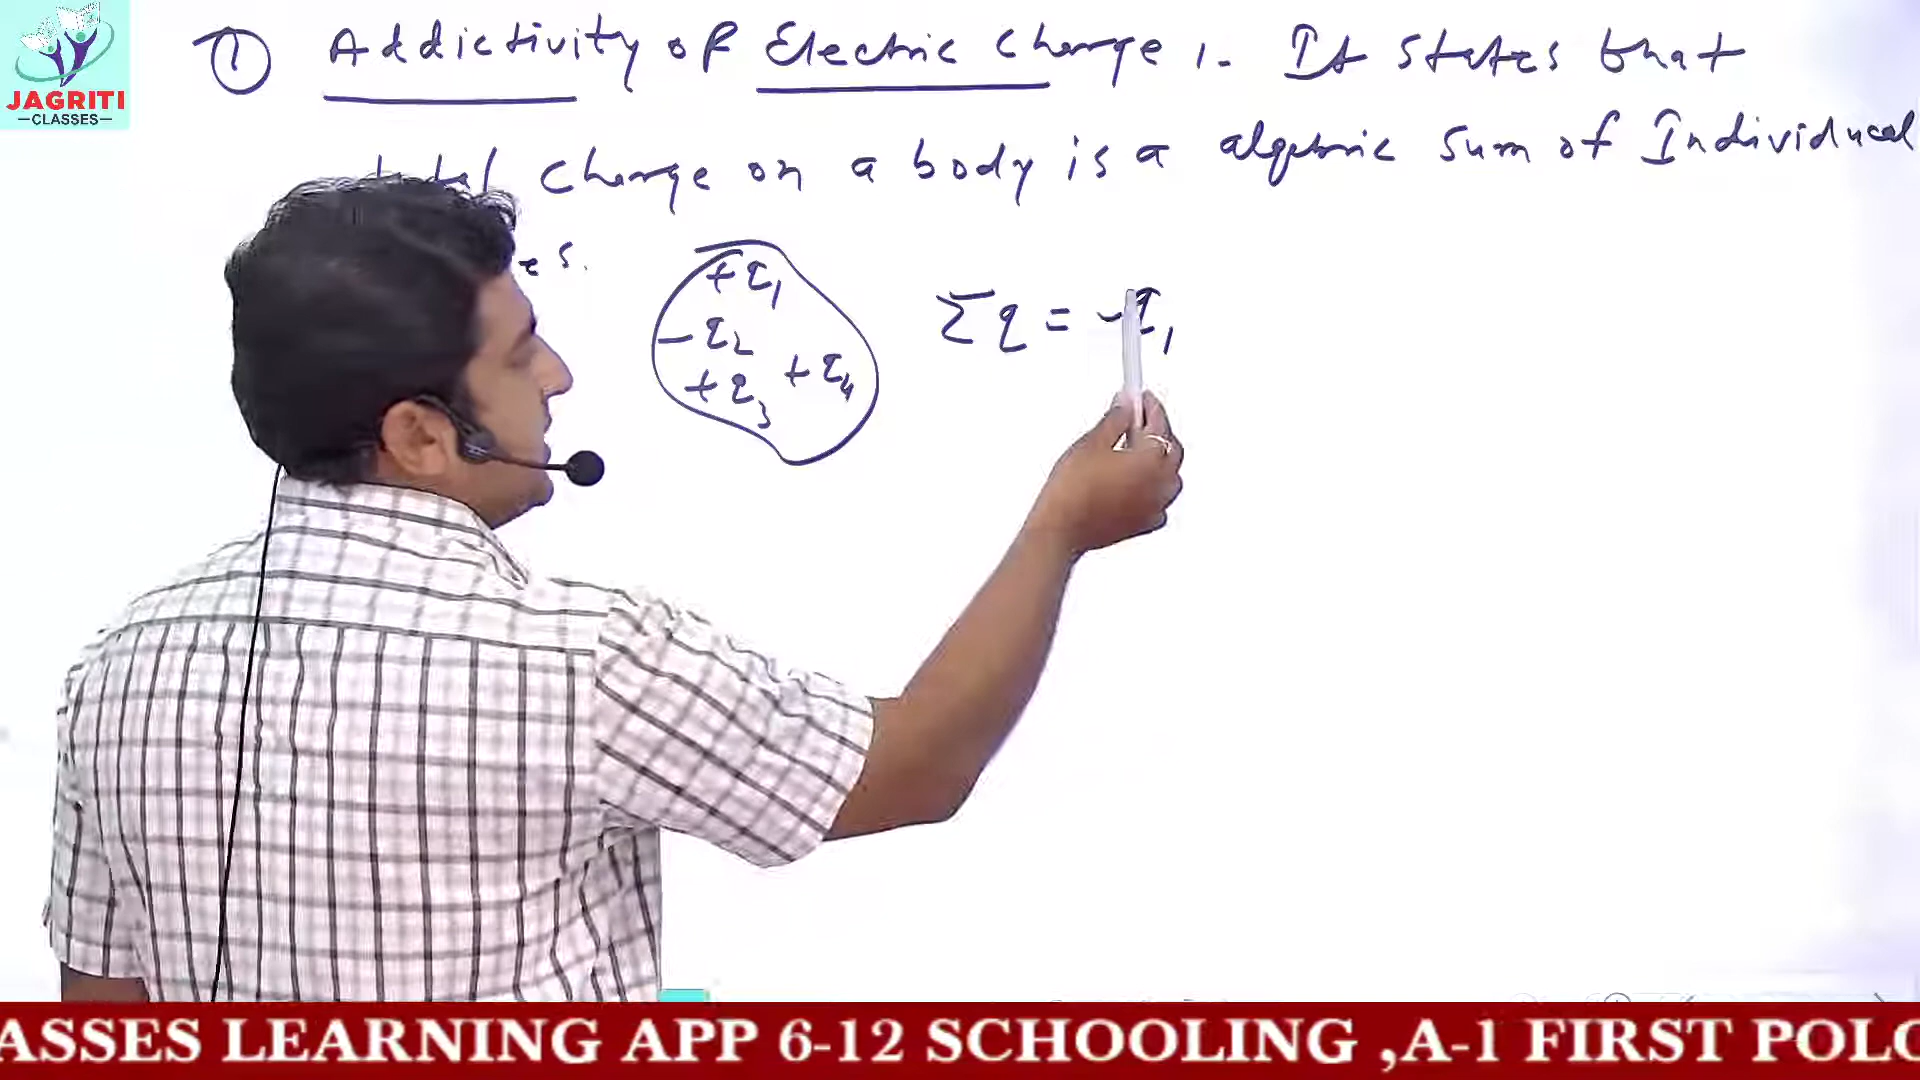 JAGRITI
CLASSES
① Addictivity of Electric charge :- It states that
total charge on a body is a algebric sum of Individual
es.
+q1
-q2
+q3 +q4
Σq = -q1
ASSES LEARNING APP 6-12 SCHOOLING ,A-1 FIRST POLO